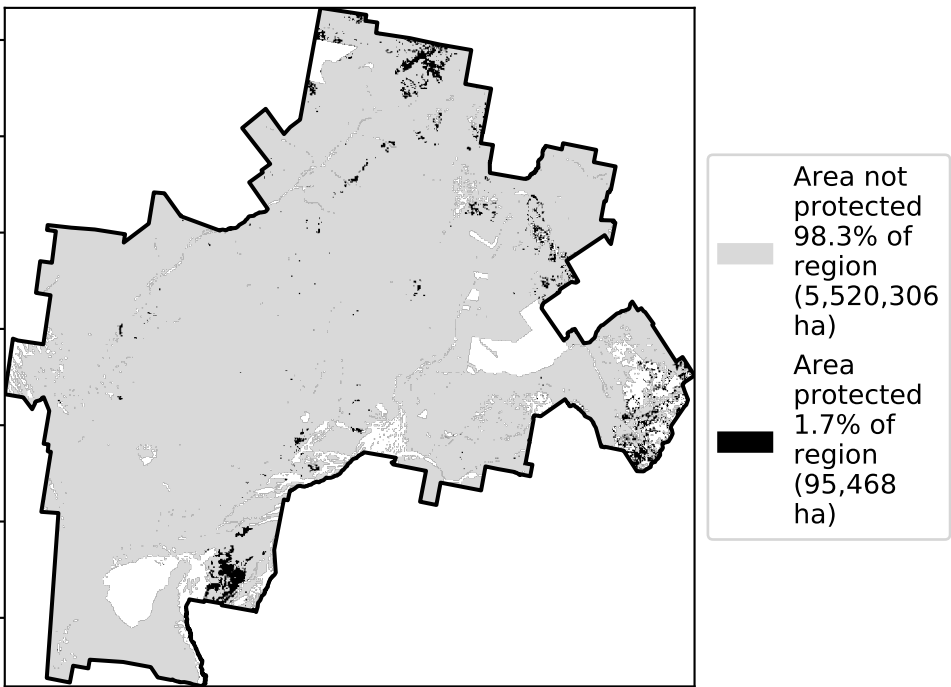 Area not
protected
98.3% of
region
(5,520,306
ha)
Area
protected
1.7% of
region
(95,468
ha)